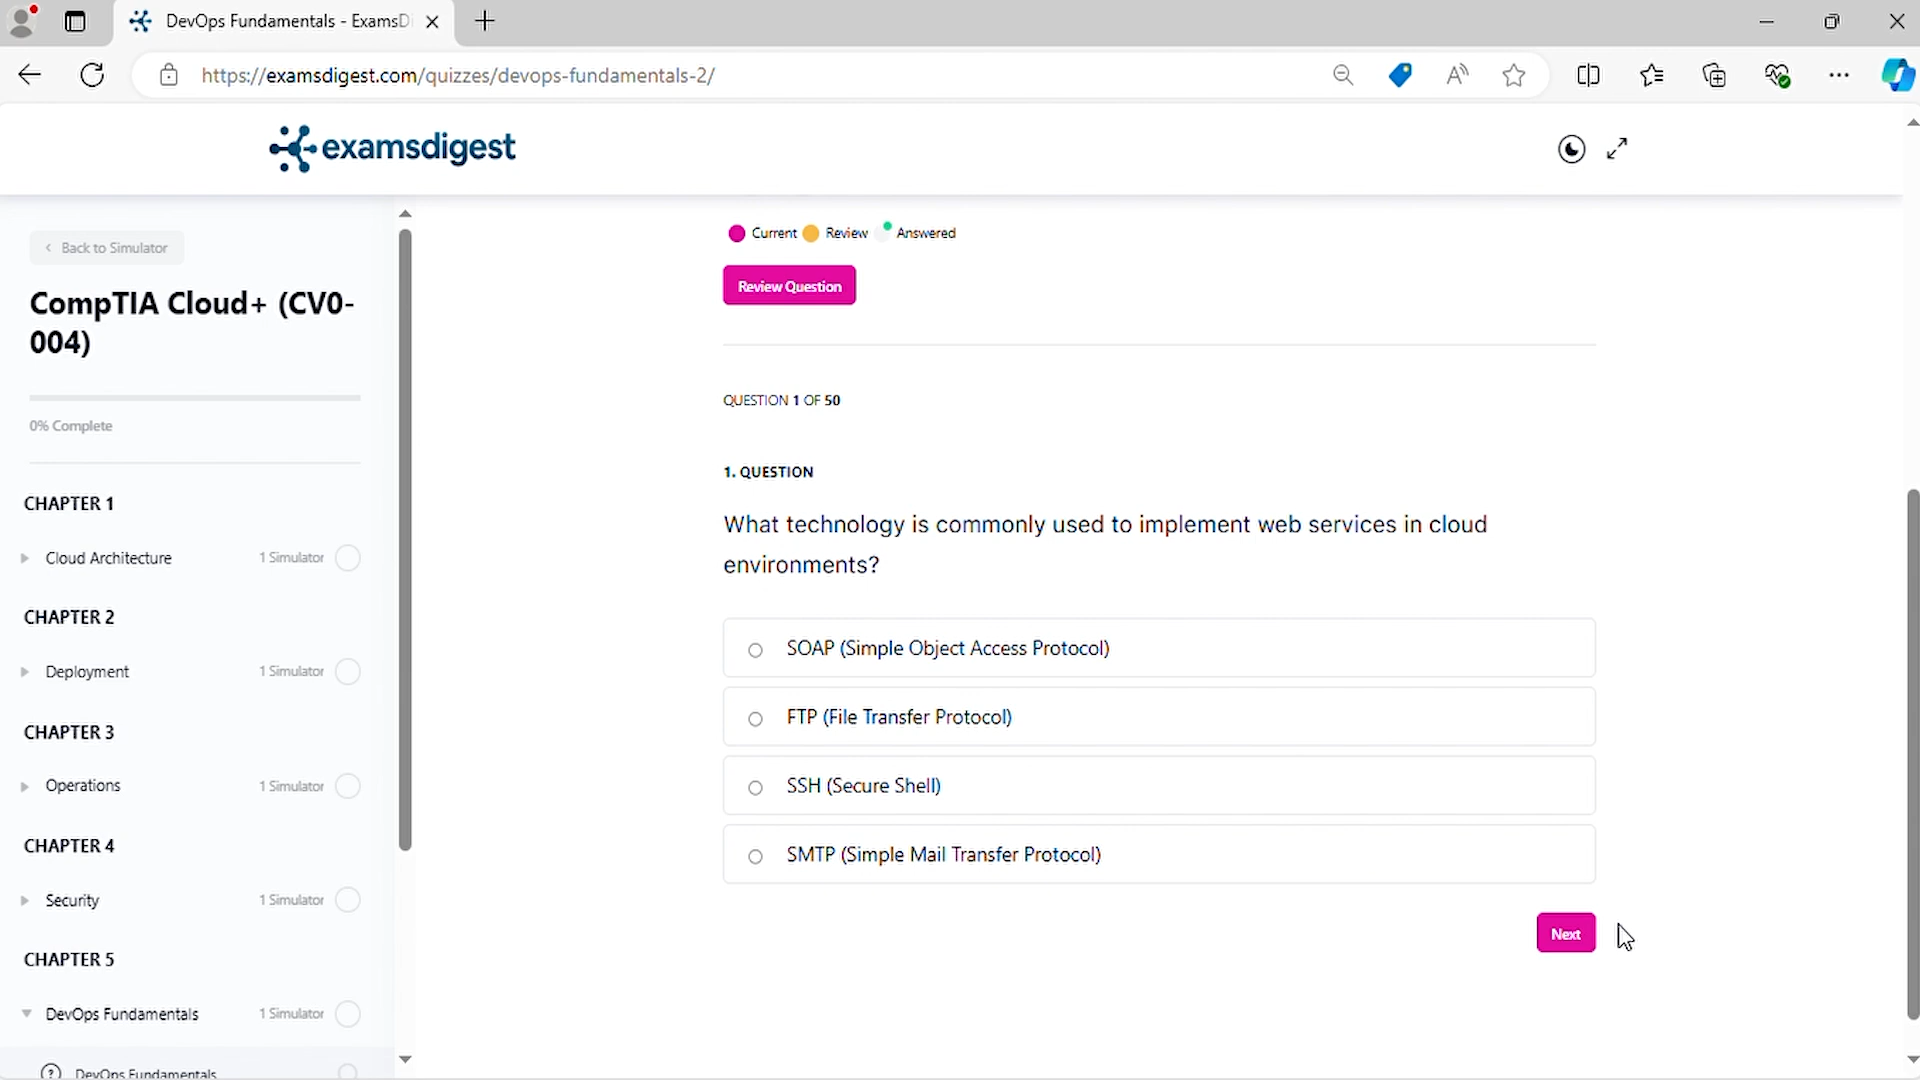 DevOps Fundamentals - ExamsDi
https://examsdigest.com/quizzes/devops-fundamentals-2/
examsdigest
Back to Simulator
CompTIA Cloud+ (CV0-
004)
0% Complete
CHAPTER 1
Cloud Architecture 1 Simulator
CHAPTER 2
Deployment 1 Simulator
CHAPTER 3
Operations 1 Simulator
CHAPTER 4
Security 1 Simulator
CHAPTER 5
DevOps Fundamentals 1 Simulator
DevOps Fundamentals
Current Review Answered
Review Question
QUESTION 1 OF 50
1. QUESTION
What technology is commonly used to implement web services in cloud
environments?
SOAP (Simple Object Access Protocol)
FTP (File Transfer Protocol)
SSH (Secure Shell)
SMTP (Simple Mail Transfer Protocol)
Next